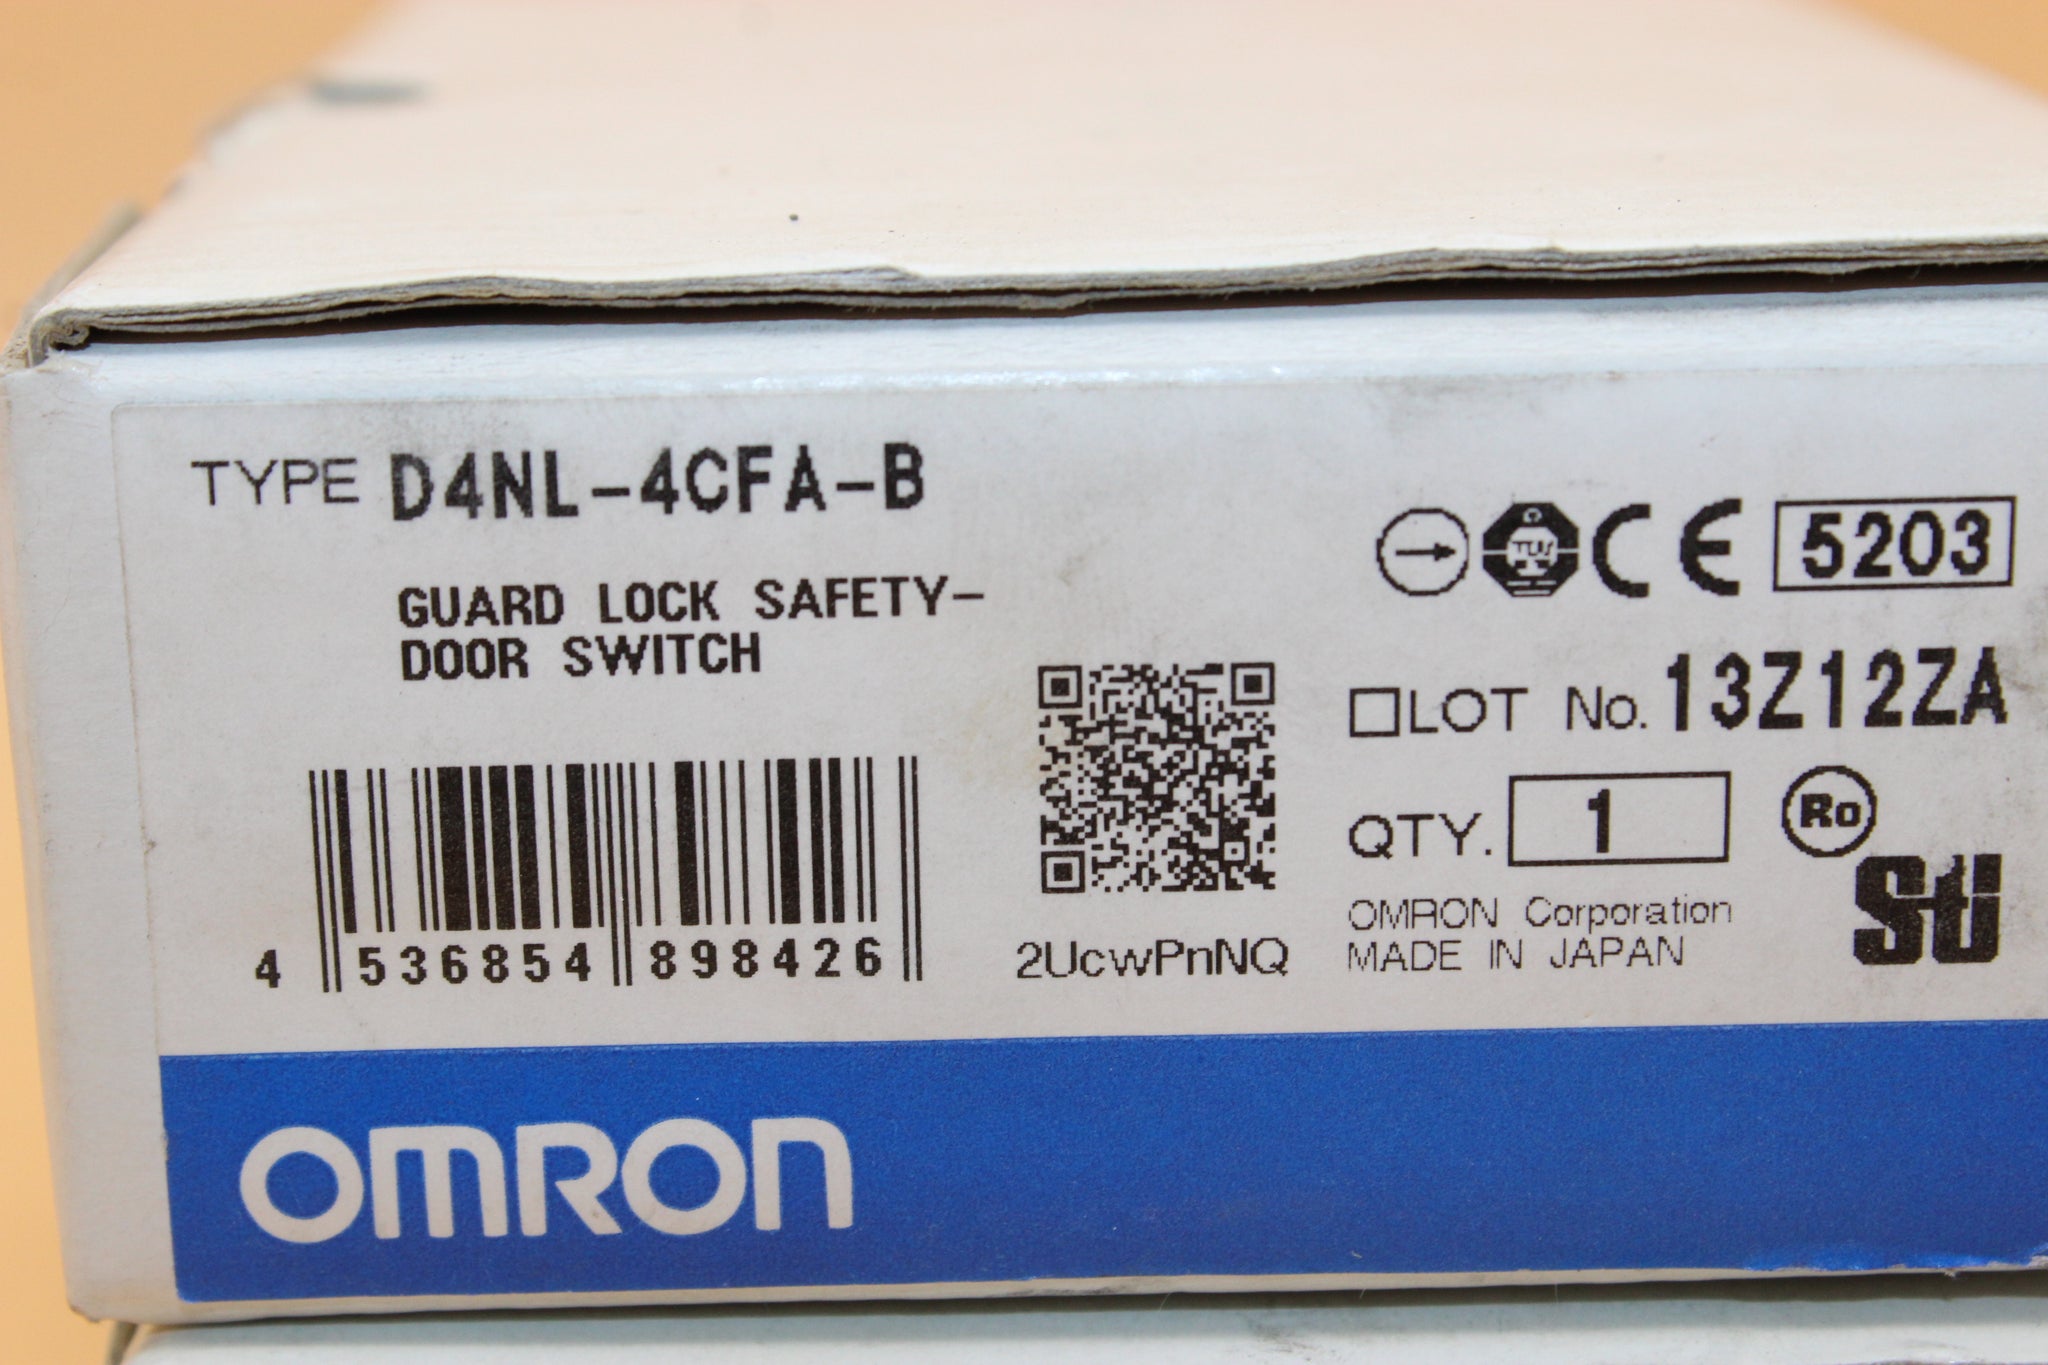 TYPE D4NL-4CFA-B
GUARD LOCK SAFETY-
DOOR SWITCH
CE 5203
LOT No. 13Z12ZA
QTY. 1
Ro
Sti
OMRON Corporation
MADE IN JAPAN
4 536854 898426
2UcwPnNQ
OMRON